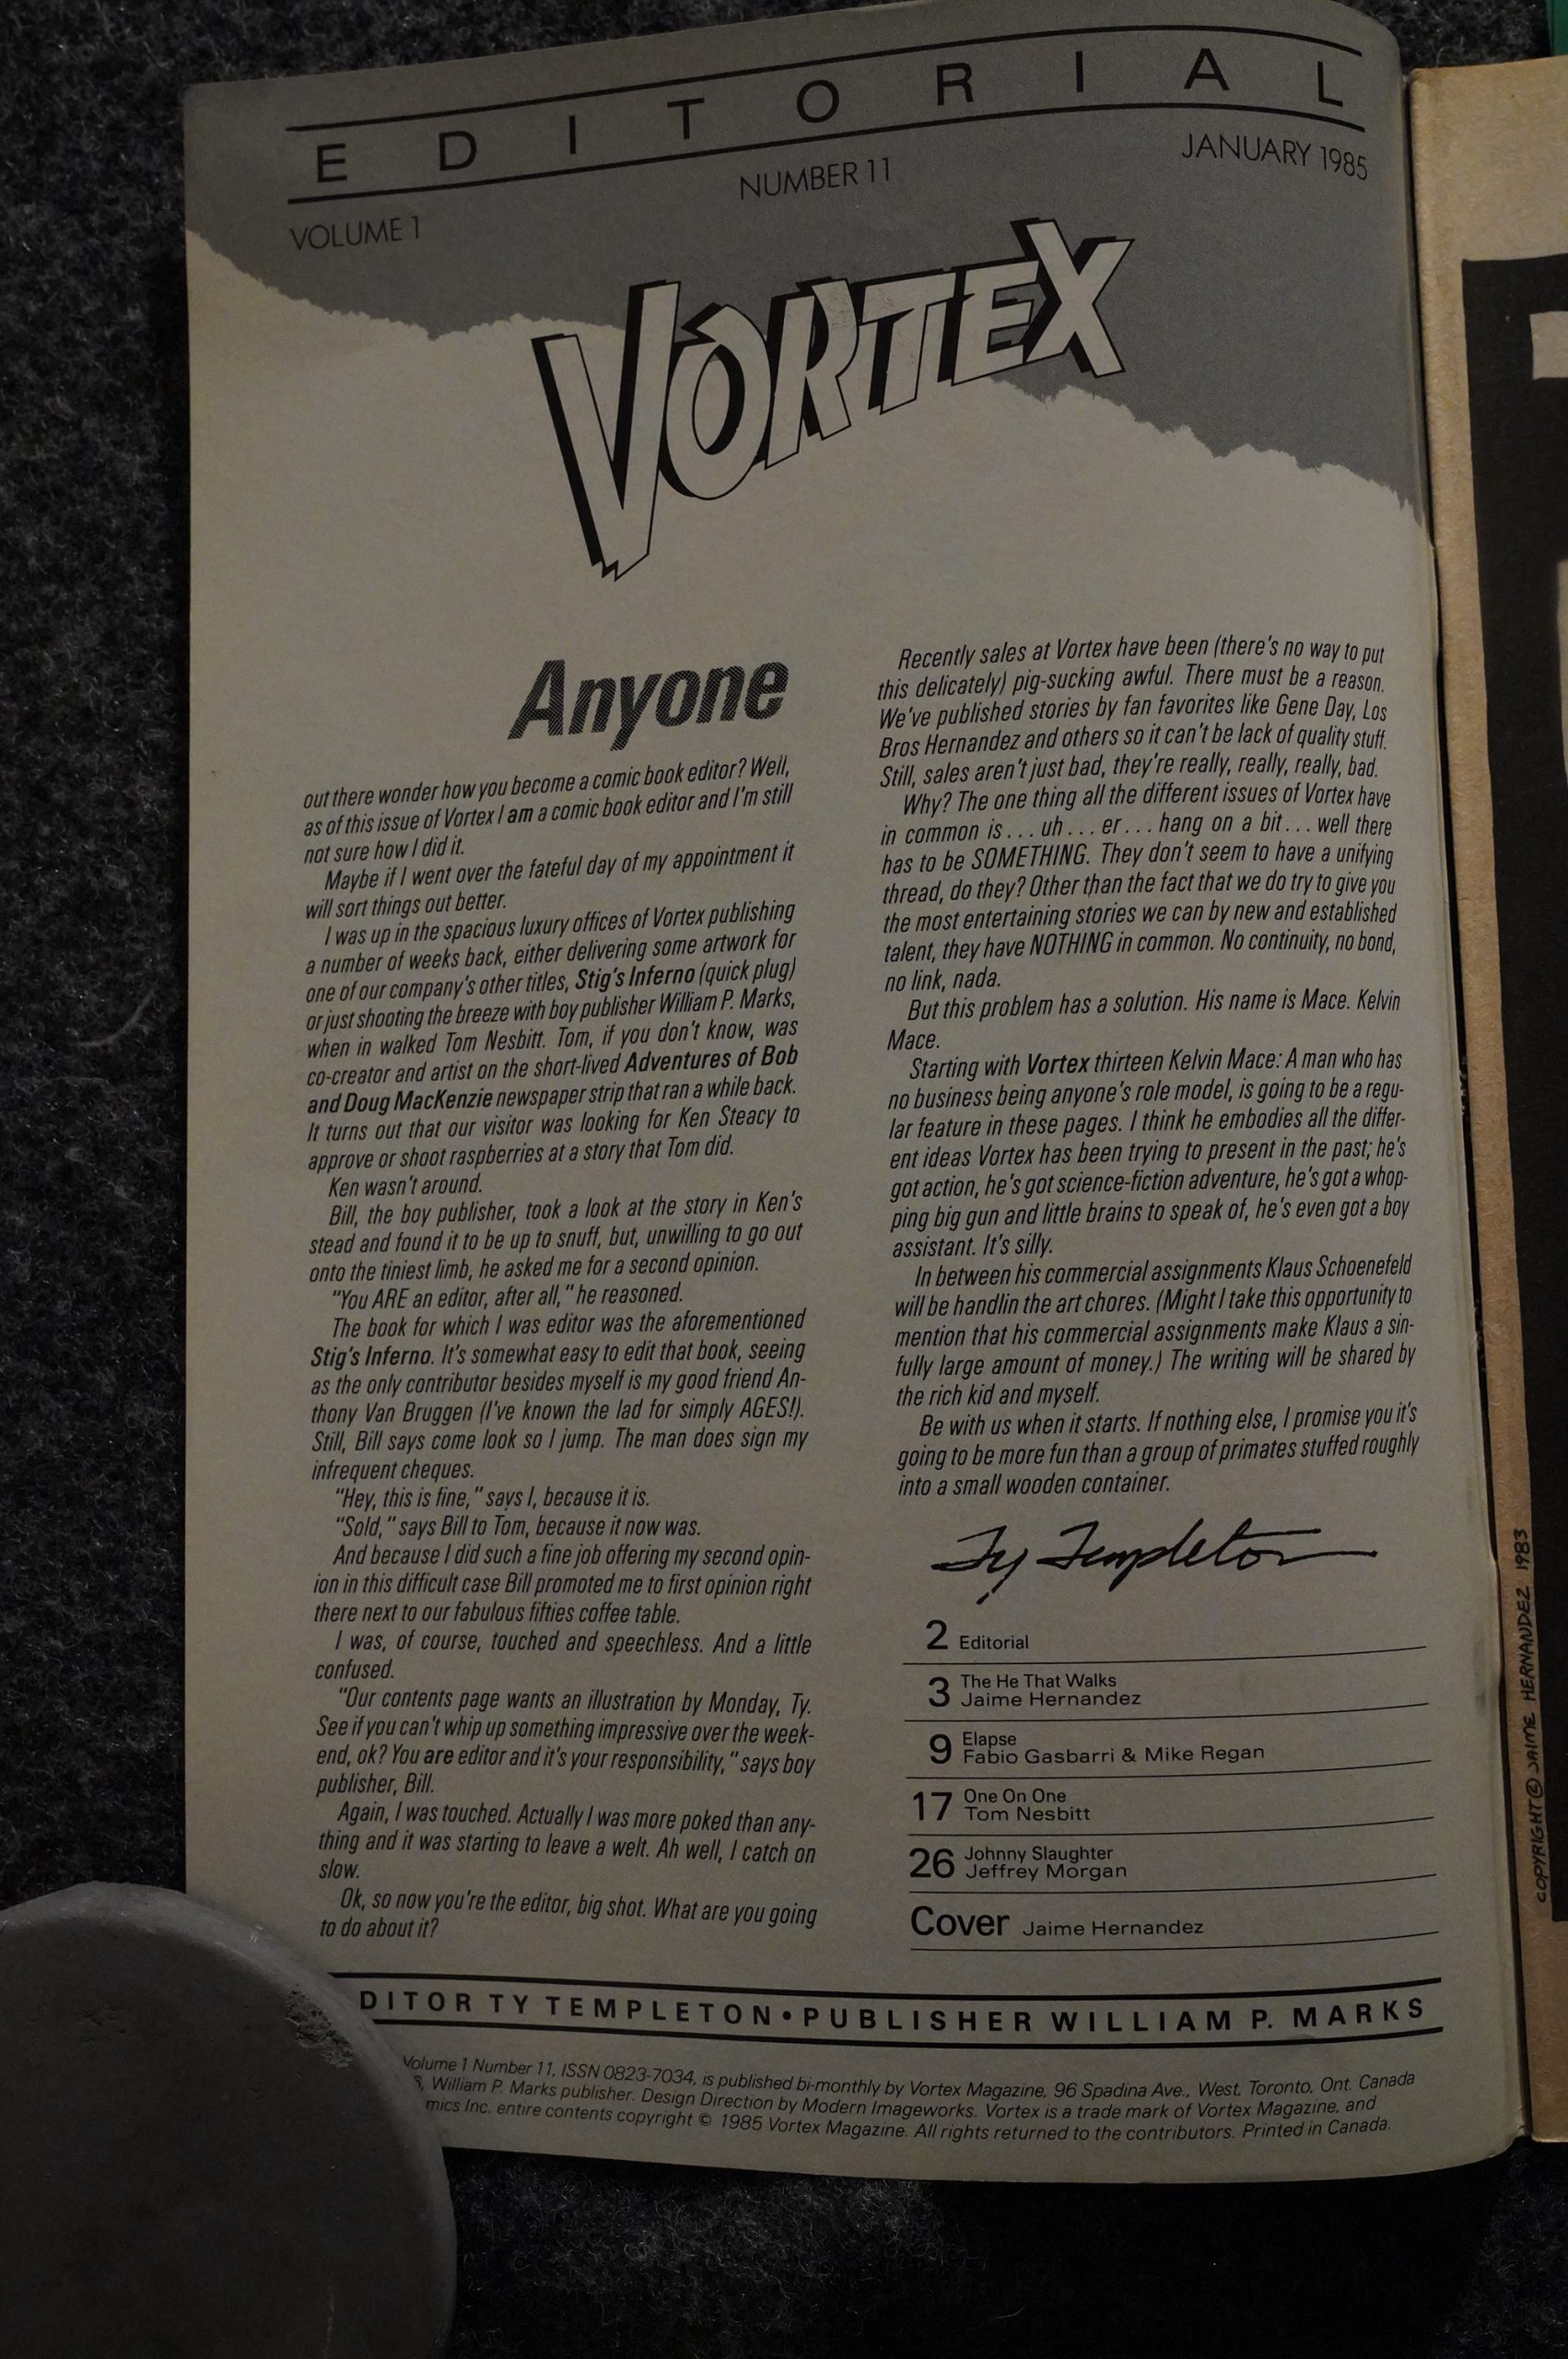 EDITORIAL
VOLUME 1
NUMBER 11
JANUARY 1985
VORTEX
Anyone
out there wonder how you become a comic book editor? Well,
as of this issue of Vortex I am a comic book editor and I'm still
not sure how I did it.
Maybe if I went over the fateful day of my appointment it
will sort things out better.
I was up in the spacious luxury offices of Vortex publishing
a number of weeks back, either delivering some artwork for
one of our company's other titles, Stig's Inferno (quick plug)
or just shooting the breeze with boy publisher William P. Marks,
when in walked Tom Nesbitt. Tom, if you don't know, was
co-creator and artist on the short-lived Adventures of Bob
and Doug MacKenzie newspaper strip that ran a while back.
It turns out that our visitor was looking for Ken Steacy to
approve or shoot raspberries at a story that Tom did.
Ken wasn't around.
Bill, the boy publisher, took a look at the story in Ken's
stead and found it to be up to snuff, but, unwilling to go out
onto the tiniest limb, he asked me for a second opinion.
"You ARE an editor, after all," he reasoned.
The book for which I was editor was the aforementioned
Stig's Inferno. It's somewhat easy to edit that book, seeing
as the only contributor besides myself is my good friend An-
thony Van Bruggen (I've known the lad for simply AGES!).
Still, Bill says come look so I jump. The man does sign my
infrequent cheques.
"Hey, this is fine," says I, because it is.
"Sold," says Bill to Tom, because it now was.
And because I did such a fine job offering my second opin-
ion in this difficult case Bill promoted me to first opinion right
there next to our fabulous fifties coffee table.
I was, of course, touched and speechless. And a little
confused.
"Our contents page wants an illustration by Monday, Ty.
See if you can't whip up something impressive over the week-
end, ok? You are editor and it's your responsibility," says boy
publisher, Bill.
Again, I was touched. Actually I was more poked than any-
thing and it was starting to leave a welt. Ah well, I catch on
slow.
Ok, so now you're the editor, big shot. What are you going
to do about it?
Recently sales at Vortex have been (there's no way to put
this delicately) pig-sucking awful. There must be a reason.
We've published stories by fan favorites like Gene Day, Los
Bros Hernandez and others so it can't be lack of quality stuff.
Still, sales aren't just bad, they're really, really, really, bad.
Why? The one thing all the different issues of Vortex have
in common is . . . uh . . . er . . . hang on a bit . . . well there
has to be SOMETHING. They don't seem to have a unifying
thread, do they? Other than the fact that we do try to give you
the most entertaining stories we can by new and established
talent, they have NOTHING in common. No continuity, no bond,
no link, nada.
But this problem has a solution. His name is Mace. Kelvin
Mace.
Starting with Vortex thirteen Kelvin Mace: A man who has
no business being anyone's role model, is going to be a regu-
lar feature in these pages. I think he embodies all the differ-
ent ideas Vortex has been trying to present in the past; he's
got action, he's got science-fiction adventure, he's got a whop-
ping big gun and little brains to speak of, he's even got a boy
assistant. It's silly.
In between his commercial assignments Klaus Schoenefeld
will be handlin the art chores. (Might I take this opportunity to
mention that his commercial assignments make Klaus a sin-
fully large amount of money.) The writing will be shared by
the rich kid and myself.
Be with us when it starts. If nothing else, I promise you it's
going to be more fun than a group of primates stuffed roughly
into a small wooden container.
Ty Templeton
2 Editorial
3 The He That Walks
Jaime Hernandez
9 Elapse
Fabio Gasbarri & Mike Regan
17 One On One
Tom Nesbitt
26 Johnny Slaughter
Jeffrey Morgan
Cover Jaime Hernandez
DITOR TY TEMPLETON • PUBLISHER WILLIAM P. MARKS
Volume 1 Number 11, ISSN 0823-7034, is published bi-monthly by Vortex Magazine, 96 Spadina Ave., West, Toronto, Ont. Canada
William P. Marks publisher. Design Direction by Modern Imageworks. Vortex is a trade mark of Vortex Magazine, and
mics Inc. entire contents copyright © 1985 Vortex Magazine. All rights returned to the contributors. Printed in Canada.
COPYRIGHT © JAIME HERNANDEZ 1983